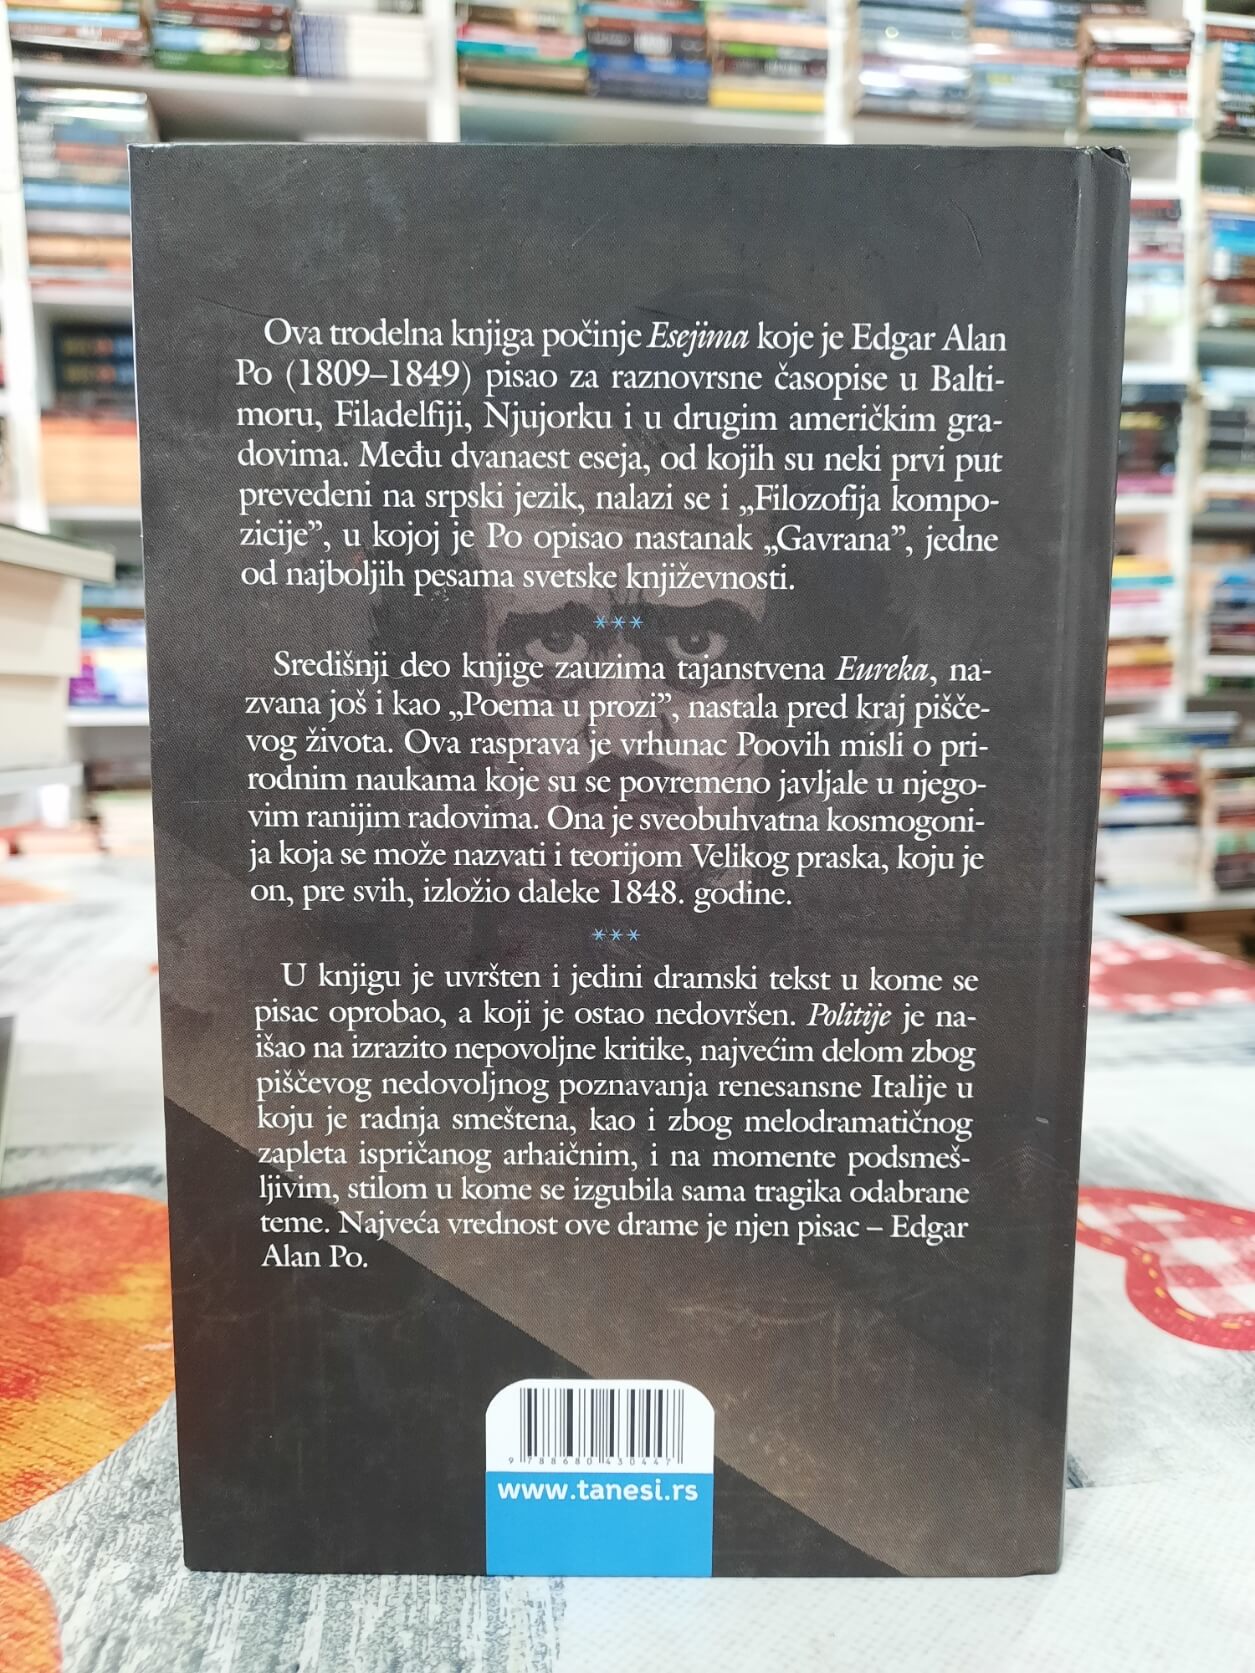 Ova trodelna knjiga počinje Esejima koje je Edgar Alan
Po (1809–1849) pisao za raznovrsne časopise u Balti-
moru, Filadelfiji, Njujorku i u drugim američkim gra-
dovima. Među dvanaest eseja, od kojih su neki prvi put
prevedeni na srpski jezik, nalazi se i „Filozofija kompo-
zicije”, u kojoj je Po opisao nastanak „Gavrana”, jedne
od najboljih pesama svetske književnosti.
***
Središnji deo knjige zauzima tajanstvena Eureka, na-
zvana još i kao „Poema u prozi”, nastala pred kraj pišče-
vog života. Ova rasprava je vrhunac Poovih misli o pri-
rodnim naukama koje su se povremeno javljale u njego-
vim ranijim radovima. Ona je sveobuhvatna kosmogoni-
ja koja se može nazvati i teorijom Velikog praska, koju je
on, pre svih, izložio daleke 1848. godine.
***
U knjigu je uvršten i jedini dramski tekst u kome se
pisac oprobao, a koji je ostao nedovršen. Politije je na-
išao na izrazito nepovoljne kritike, najvećim delom zbog
piščevog nedovoljnog poznavanja renesansne Italije u
koju je radnja smeštena, kao i zbog melodramatičnog
zapleta ispričanog arhaičnim, i na momente podsmeš-
ljivim, stilom u kome se izgubila sama tragika odabrane
teme. Najveća vrednost ove drame je njen pisac – Edgar
Alan Po.
9 788680 430447
www.tanesi.rs